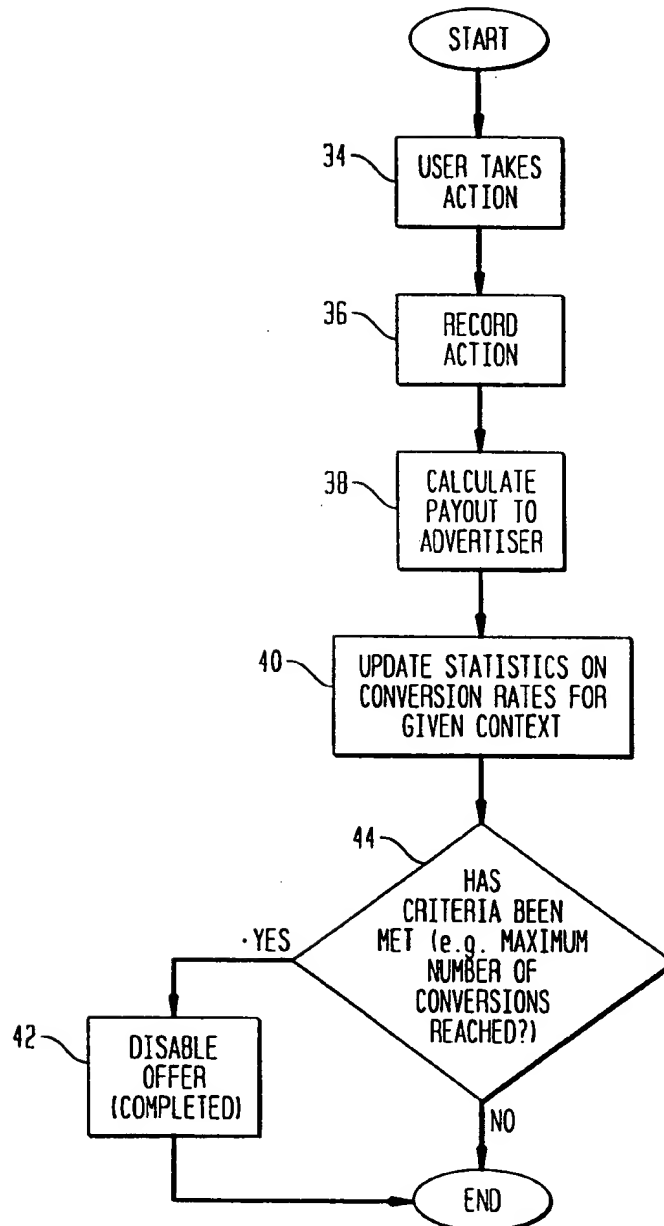 START
34
USER TAKES
ACTION
36
RECORD
ACTION
38
CALCULATE
PAYOUT TO
ADVERTISER
40
UPDATE STATISTICS ON
CONVERSION RATES FOR
GIVEN CONTEXT
44
HAS
CRITERIA BEEN
MET (e.g. MAXIMUM
NUMBER OF
CONVERSIONS
REACHED?)
YES
42
DISABLE
OFFER
(COMPLETED)
NO
END